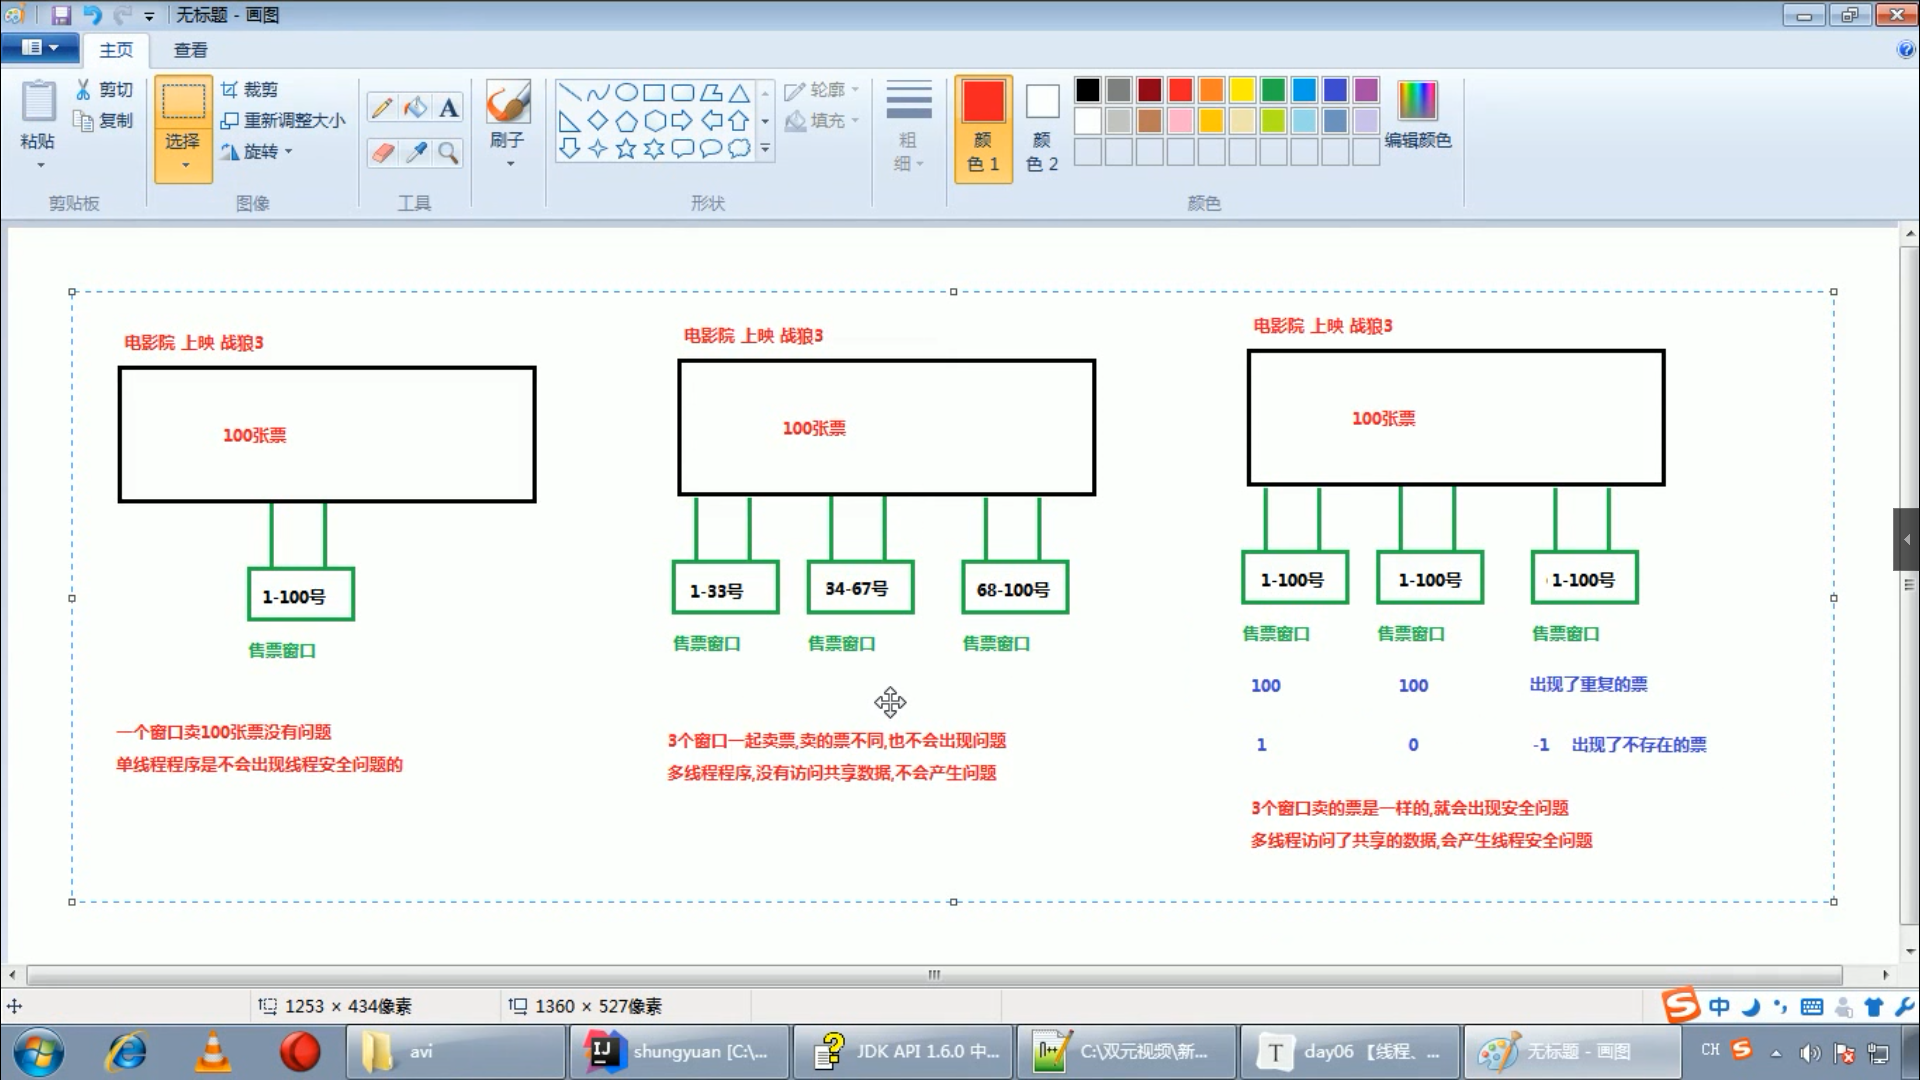 无标题 - 画图
主页
查看
粘贴
剪切
复制
剪贴板
选择
裁剪
重新调整大小
旋转
图像
A
工具
刷子
形状
轮廓
填充
粗
细
颜
色 1
颜
色 2
编辑颜色
颜色
电影院 上映 战狼3
100张票
1-100号
售票窗口
一个窗口卖100张票没有问题
单线程程序是不会出现线程安全问题的
电影院 上映 战狼3
100张票
1-33号
34-67号
68-100号
售票窗口
售票窗口
售票窗口
3个窗口一起卖票,卖的票不同,也不会出现问题
多线程程序,没有访问共享数据,不会产生问题
电影院 上映 战狼3
100张票
1-100号
1-100号
1-100号
售票窗口
售票窗口
售票窗口
100
100
出现了重复的票
1
0
-1 出现了不存在的票
3个窗口卖的票是一样的,就会出现安全问题
多线程访问了共享的数据,会产生线程安全问题
1253 × 434像素
1360 × 527像素
中
avi
shungyuan [C:\...
JDK API 1.6.0 中...
C:\双元视频\新...
day06 【线程、...
无标题 - 画图
CH